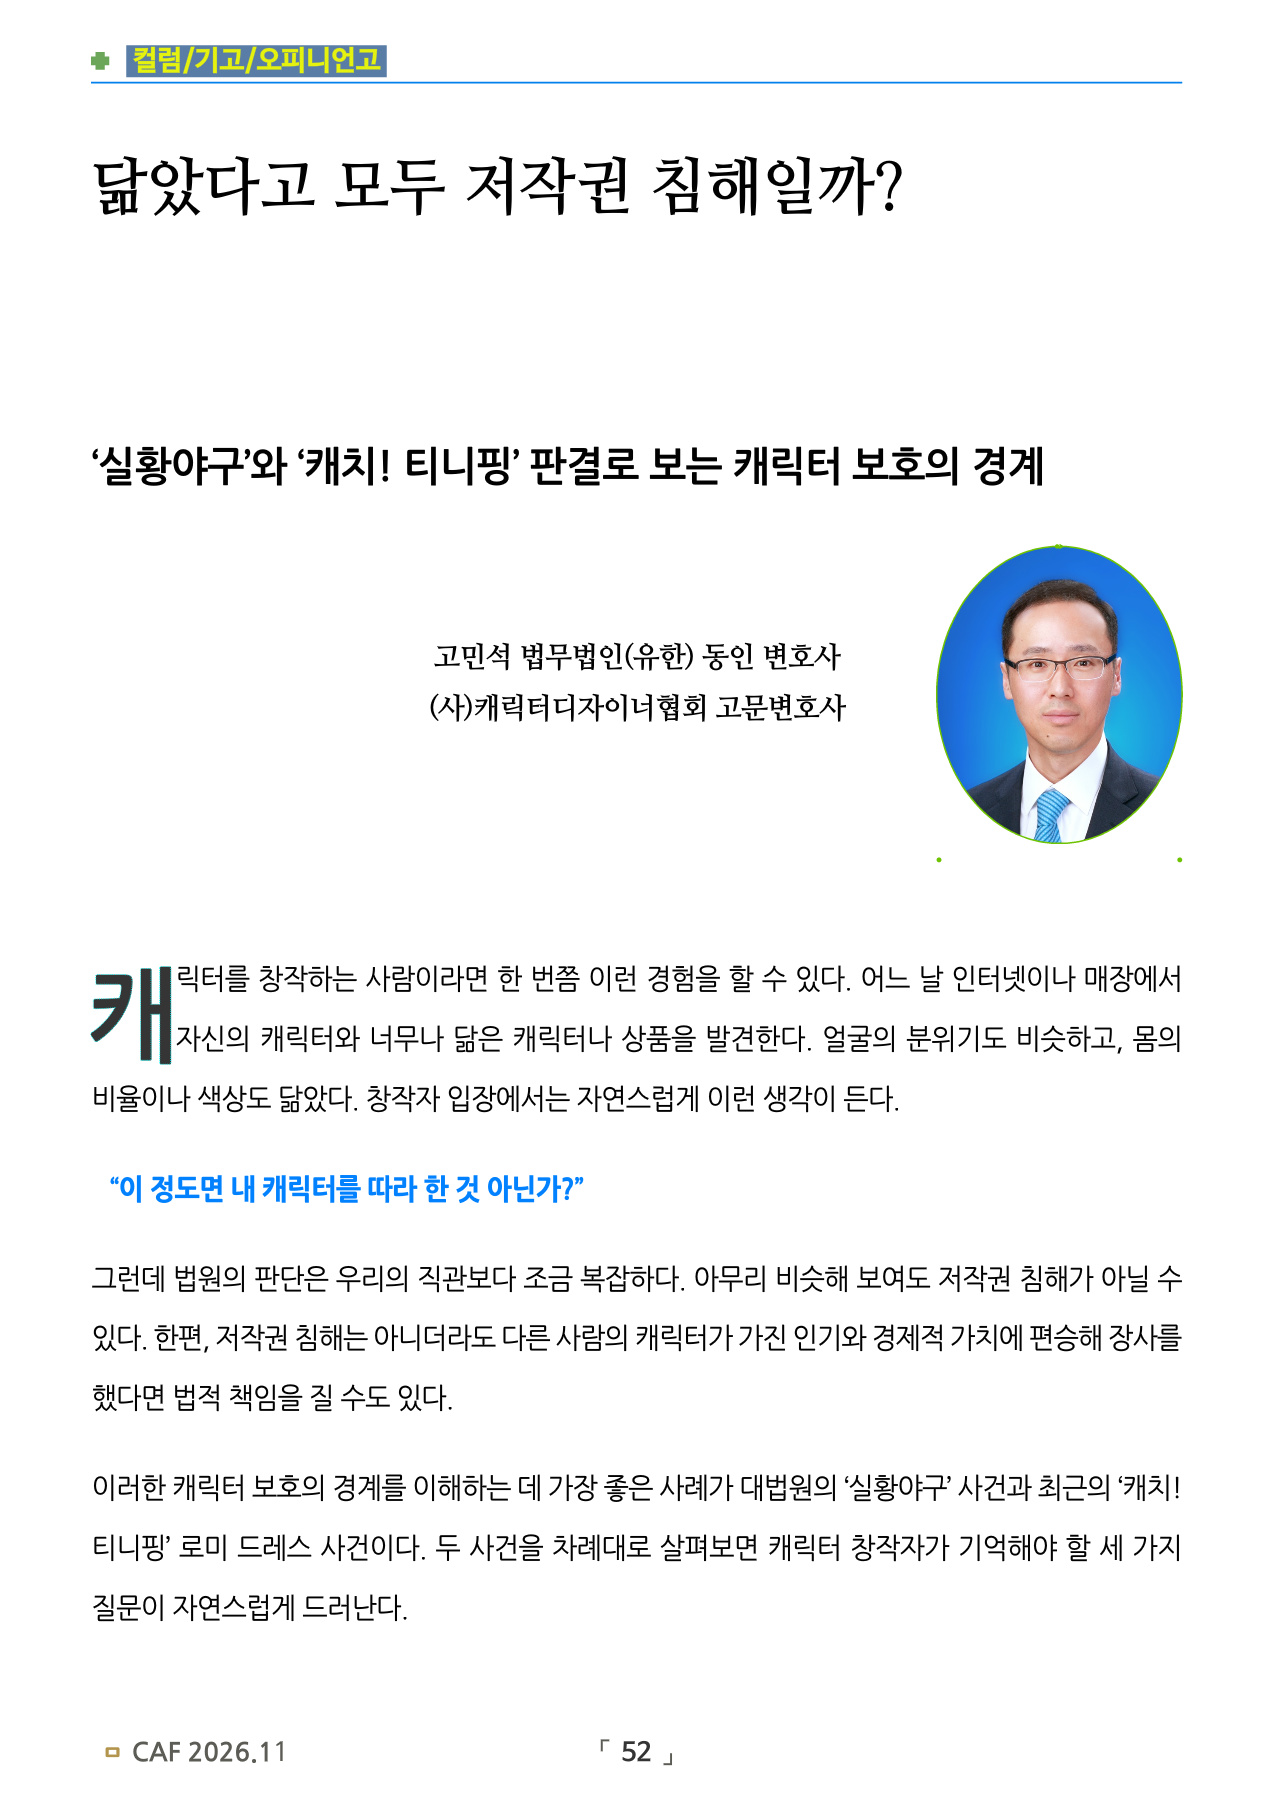 컬럼/기고/오피니언고
닮았다고 모두 저작권 침해일까?
‘실황야구’와 ‘캐치! 티니핑’ 판결로 보는 캐릭터 보호의 경계
고민석 법무법인(유한) 동인 변호사
(사)캐릭터디자이너협회 고문변호사
캐릭터를 창작하는 사람이라면 한 번쯤 이런 경험을 할 수 있다. 어느 날 인터넷이나 매장에서
자신의 캐릭터와 너무나 닮은 캐릭터나 상품을 발견한다. 얼굴의 분위기도 비슷하고, 몸의
비율이나 색상도 닮았다. 창작자 입장에서는 자연스럽게 이런 생각이 든다.
“이 정도면 내 캐릭터를 따라 한 것 아닌가?”
그런데 법원의 판단은 우리의 직관보다 조금 복잡하다. 아무리 비슷해 보여도 저작권 침해가 아닐 수
있다. 한편, 저작권 침해는 아니더라도 다른 사람의 캐릭터가 가진 인기와 경제적 가치에 편승해 장사를
했다면 법적 책임을 질 수도 있다.
이러한 캐릭터 보호의 경계를 이해하는 데 가장 좋은 사례가 대법원의 ‘실황야구’ 사건과 최근의 ‘캐치!
티니핑’ 로미 드레스 사건이다. 두 사건을 차례대로 살펴보면 캐릭터 창작자가 기억해야 할 세 가지
질문이 자연스럽게 드러난다.
CAF 2026.11
「 52 」